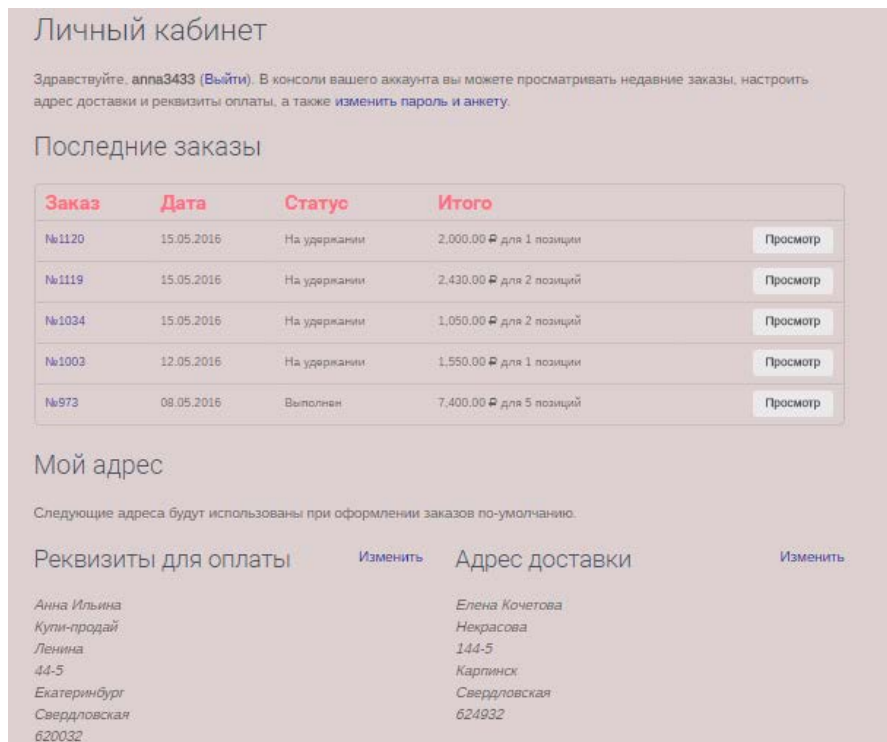 Личный кабинет
Здравствуйте, anna3433 (Выйти). В консоли вашего аккаунта вы можете просматривать недавние заказы, настроить
адрес доставки и реквизиты оплаты, а также изменить пароль и анкету.
Последние заказы
Заказ Дата Статус Итого
№1120 15.05.2016 На удержании 2,000.00 ₽ для 1 позиции Просмотр
№1119 15.05.2016 На удержании 2,430.00 ₽ для 2 позиций Просмотр
№1034 15.05.2016 На удержании 1,050.00 ₽ для 2 позиций Просмотр
№1003 12.05.2016 На удержании 1,550.00 ₽ для 1 позиции Просмотр
№973 08.05.2016 Выполнен 7,400.00 ₽ для 5 позиций Просмотр
Мой адрес
Следующие адреса будут использованы при оформлении заказов по-умолчанию.
Реквизиты для оплаты Изменить
Анна Ильина
Купи-продай
Ленина
44-5
Екатеринбург
Свердловская
620032
Адрес доставки Изменить
Елена Кочетова
Некрасова
144-5
Карпинск
Свердловская
624932